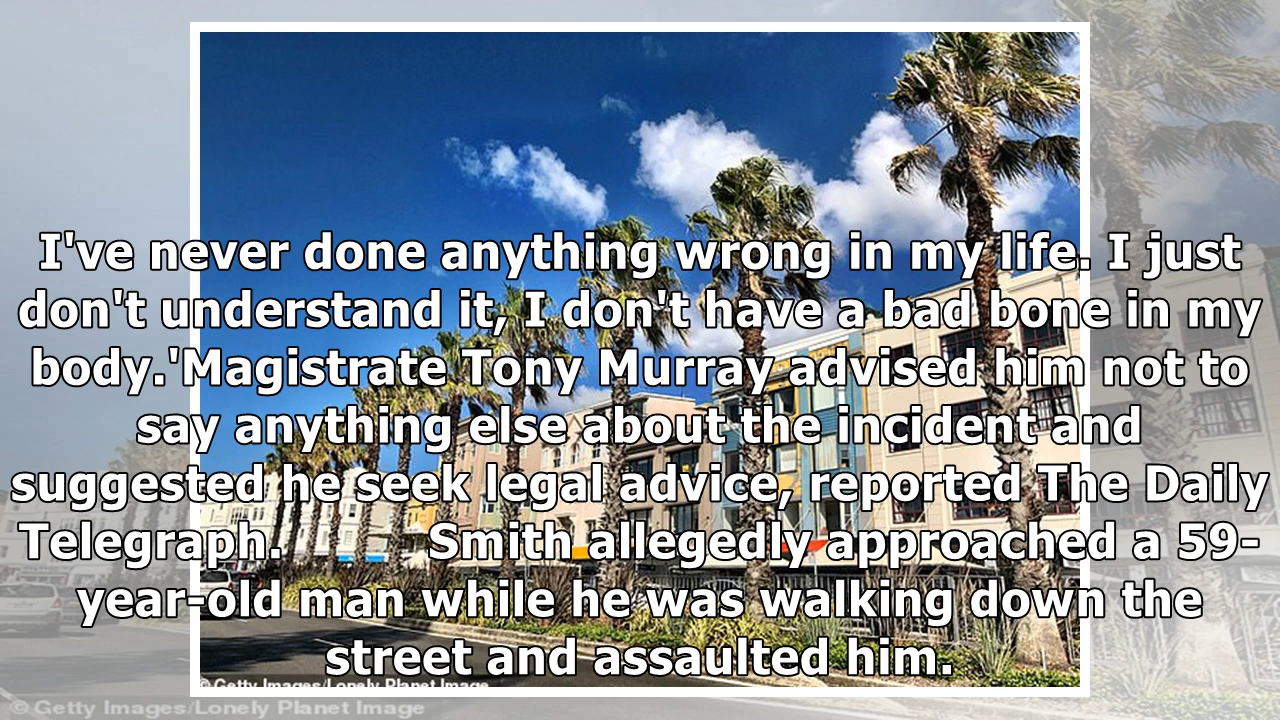 I've never done anything wrong in my life. I just
don't understand it, I don't have a bad bone in my
body.'Magistrate Tony Murray advised him not to
say anything else about the incident and
suggested he seek legal advice, reported The Daily
Telegraph. Smith allegedly approached a 59-
year-old man while he was walking down the
street and assaulted him.
© Getty Images/Lonely Planet Image
© Getty Images/Lonely Planet Image